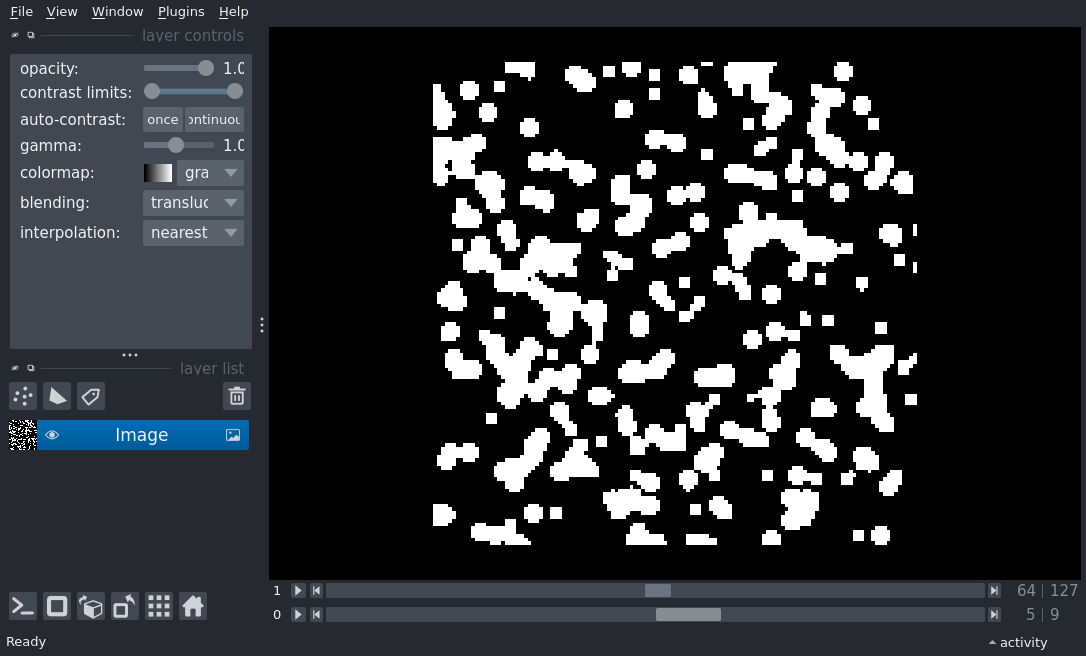 File View Window Plugins Help
layer controls
opacity: 1.0
contrast limits:
auto-contrast: once ontinuou
gamma: 1.0
colormap: gra
blending: transluc
interpolation: nearest
layer list
Image
1 64 127
0 5 9
Ready activity